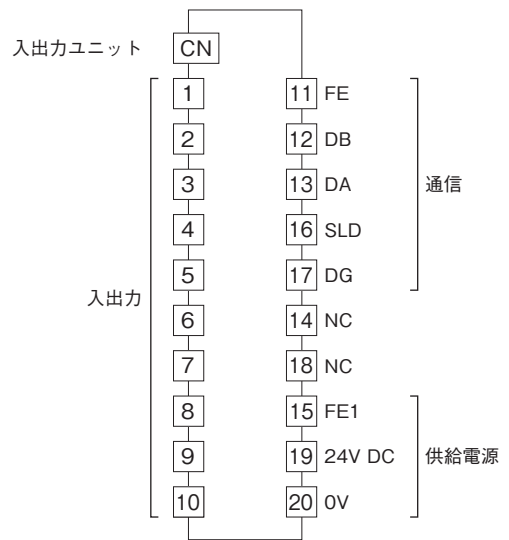 入出力ユニット CN
1 11 FE
2 12 DB
3 13 DA 通信
4 16 SLD
5 17 DG
入出力
6 14 NC
7 18 NC
8 15 FE1
9 19 24V DC 供給電源
10 20 0V